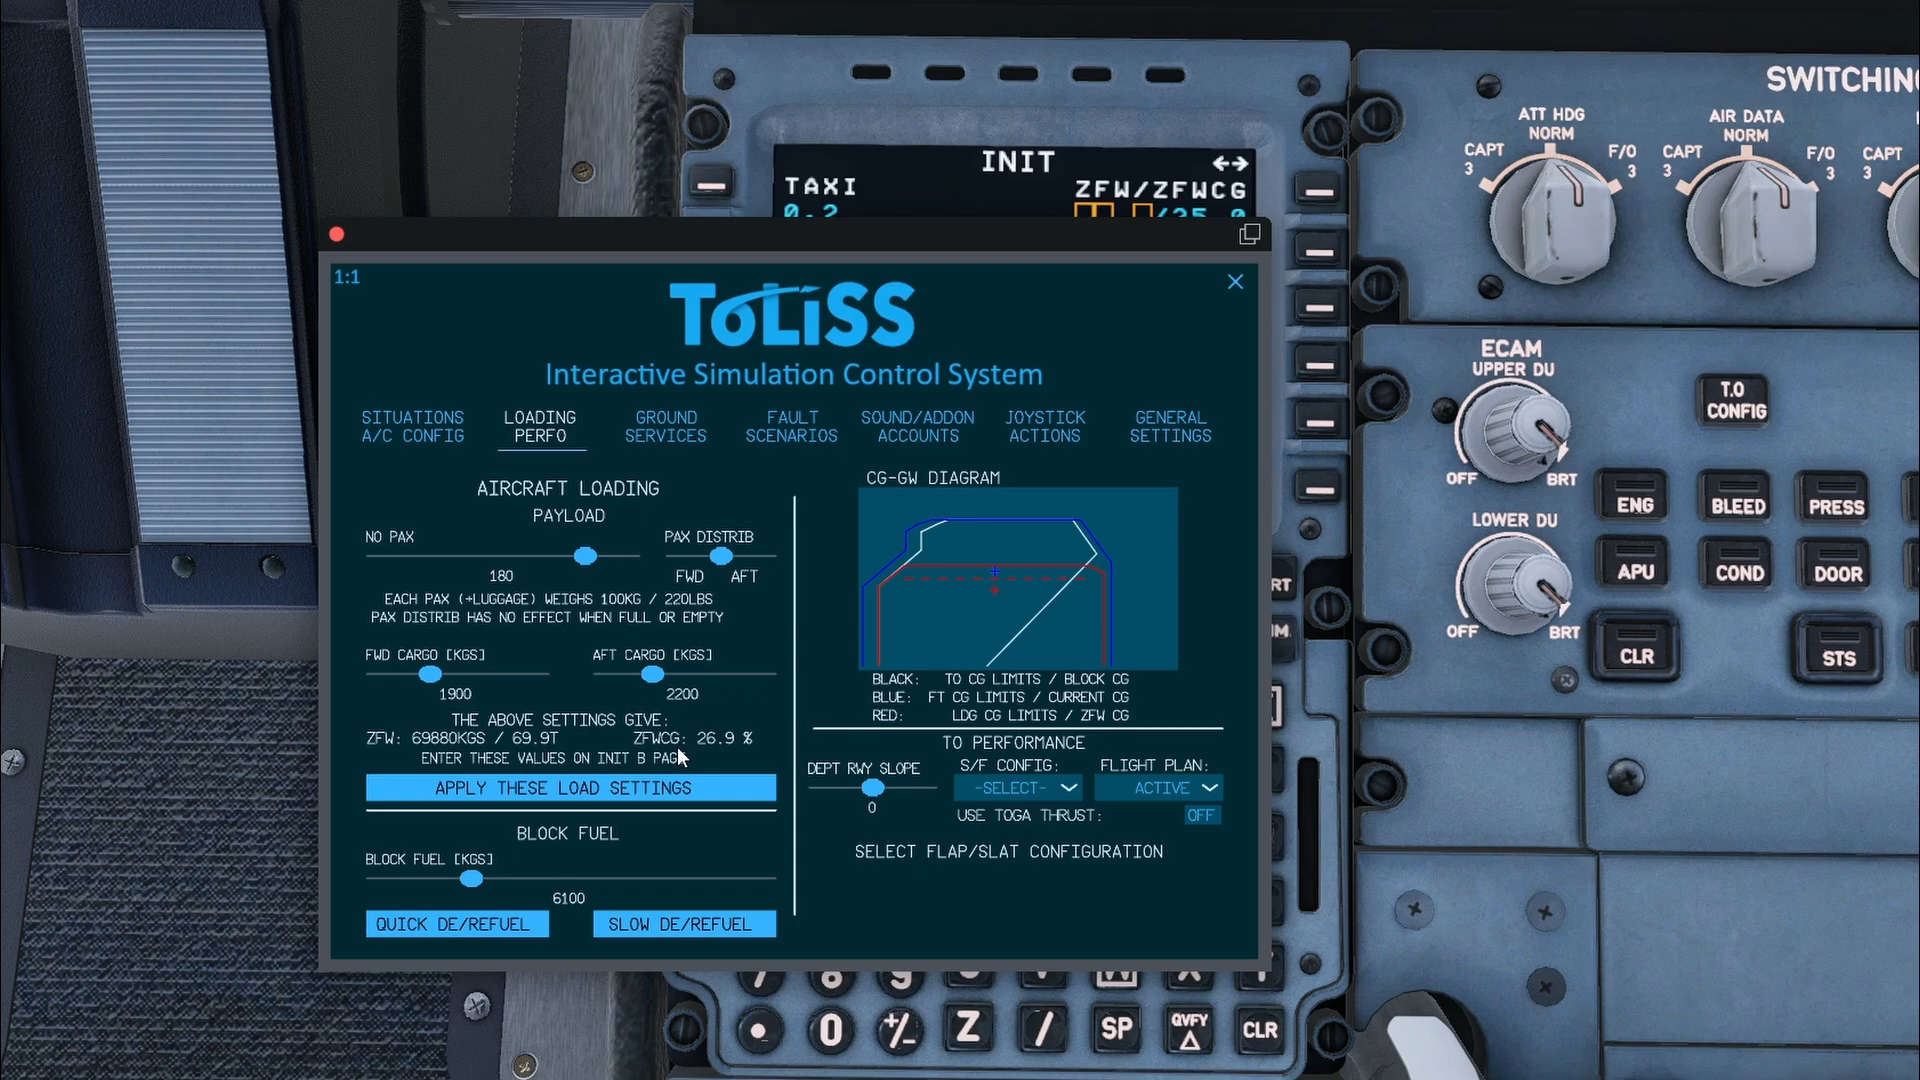 SWITCHING
ATT HDG
NORM
CAPT
3
F/O
3
AIR DATA
NORM
CAPT
3
F/O
3
CAPT
3
INIT
TAXI
ZFW/ZFWCG
0.2
/25.0
1:1
ToLiSS
Interactive Simulation Control System
SITUATIONS
A/C CONFIG
LOADING
PERFO
GROUND
SERVICES
FAULT
SCENARIOS
SOUND/ADDON
ACCOUNTS
JOYSTICK
ACTIONS
GENERAL
SETTINGS
AIRCRAFT LOADING
PAYLOAD
NO PAX
PAX DISTRIB
180
FWD AFT
EACH PAX (+LUGGAGE) WEIGHS 100KG / 220LBS
PAX DISTRIB HAS NO EFFECT WHEN FULL OR EMPTY
FWD CARGO [KGS]
AFT CARGO [KGS]
1900
2200
THE ABOVE SETTINGS GIVE:
ZFW: 69880KGS / 69.9T
ZFWCG: 26.9 %
ENTER THESE VALUES ON INIT B PAGE
APPLY THESE LOAD SETTINGS
BLOCK FUEL
BLOCK FUEL [KGS]
6100
QUICK DE/REFUEL
SLOW DE/REFUEL
CG-GW DIAGRAM
BLACK: TO CG LIMITS / BLOCK CG
BLUE: FT CG LIMITS / CURRENT CG
RED: LDG CG LIMITS / ZFW CG
TO PERFORMANCE
DEPT RWY SLOPE
0
S/F CONFIG:
-SELECT-
FLIGHT PLAN:
ACTIVE
USE TOGA THRUST:
OFF
SELECT FLAP/SLAT CONFIGURATION
ECAM
UPPER DU
OFF
BRT
LOWER DU
OFF
BRT
T.O
CONFIG
ENG
BLEED
PRESS
APU
COND
DOOR
CLR
STS
0
+/-
Z
/
SP
OVFY
Δ
CLR